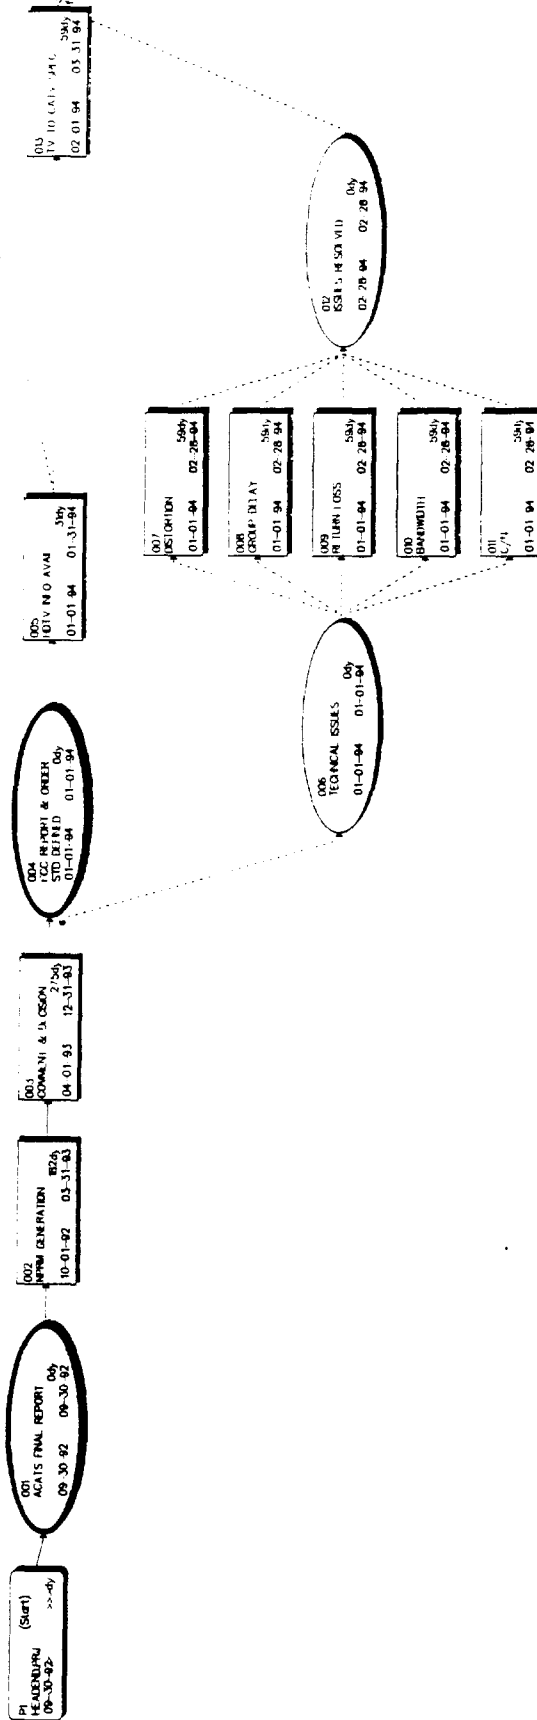 P1 (Start)
HEADEND.PRJ
09-30-92 >>-dy
001
ACATS FINAL REPORT
0dy
09-30-92 09-30-92
002
NPRM GENERATION
182dy
10-01-92 03-31-93
003
COMMENT & DECISION
275dy
04-01-93 12-31-93
004
FCC REPORT & ORDER
STD DEFINED 0dy
01-01-94 01-01-94
005
HDTV INFO AVAI
31dy
01-01-94 01-31-94
006
TECHNICAL ISSUES
0dy
01-01-94 01-01-94
007
DISTORTION
59dy
01-01-94 02-28-94
008
GROUP DELAY
59dy
01-01-94 02-28-94
009
RETURN LOSS
59dy
01-01-94 02-28-94
010
BANDWIDTH
59dy
01-01-94 02-28-94
011
C/N
59dy
01-01-94 02-28-94
012
ISSUES RESOLVED
0dy
02-28-94 02-28-94
013
TV TO CATV SPEC
59dy
02-01-94 03-31-94